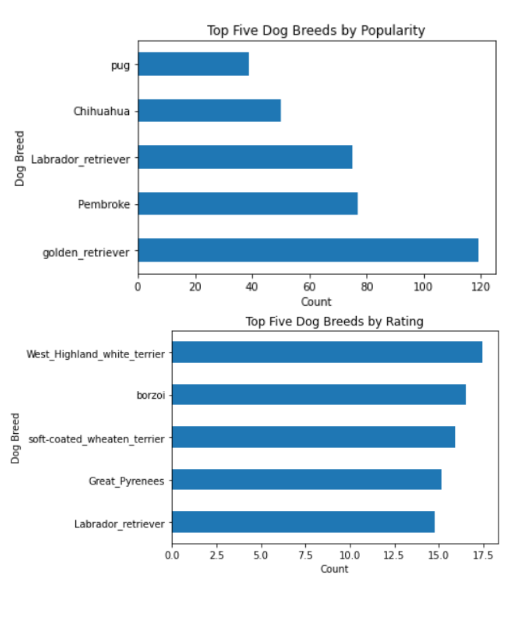 Top Five Dog Breeds by Popularity
pug
Chihuahua
Labrador_retriever
Pembroke
golden_retriever
Dog Breed
0 20 40 60 80 100 120
Count
Top Five Dog Breeds by Rating
West_Highland_white_terrier
borzoi
soft-coated_wheaten_terrier
Great_Pyrenees
Labrador_retriever
Dog Breed
0.0 2.5 5.0 7.5 10.0 12.5 15.0 17.5
Count